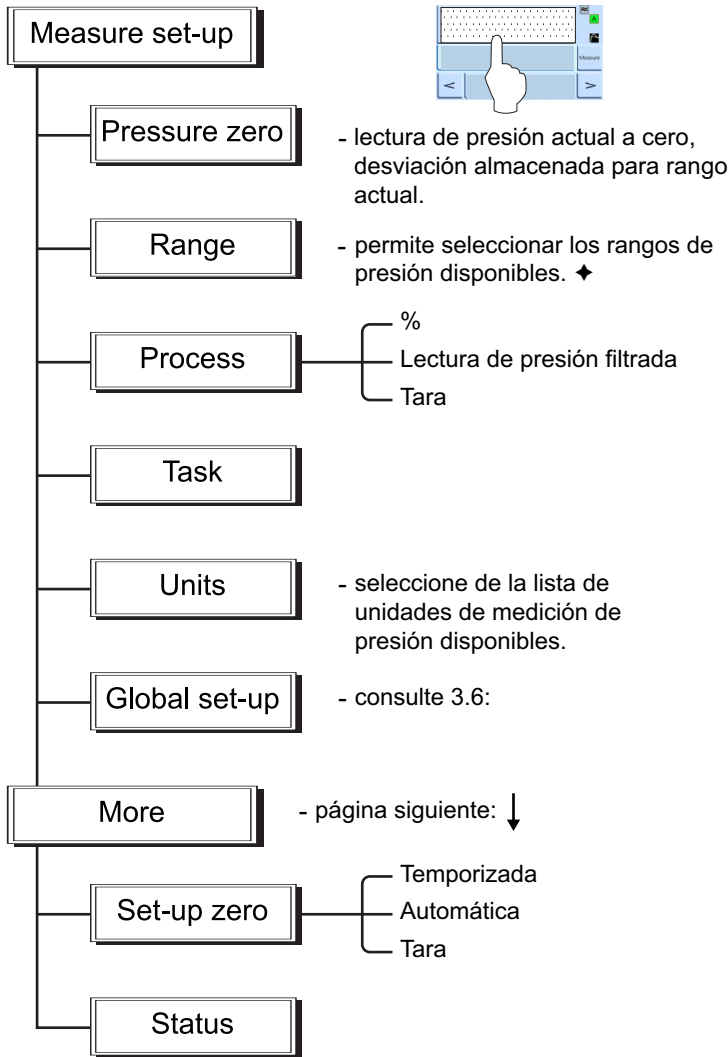 Measure set-up
A
Measure
<
>
Pressure zero
- lectura de presión actual a cero,
desviación almacenada para rango
actual.
Range
- permite seleccionar los rangos de
presión disponibles. ✦
Process
%
Lectura de presión filtrada
Tara
Task
Units
- seleccione de la lista de
unidades de medición de
presión disponibles.
Global set-up
- consulte 3.6:
More
- página siguiente: ↓
Set-up zero
Temporizada
Automática
Tara
Status